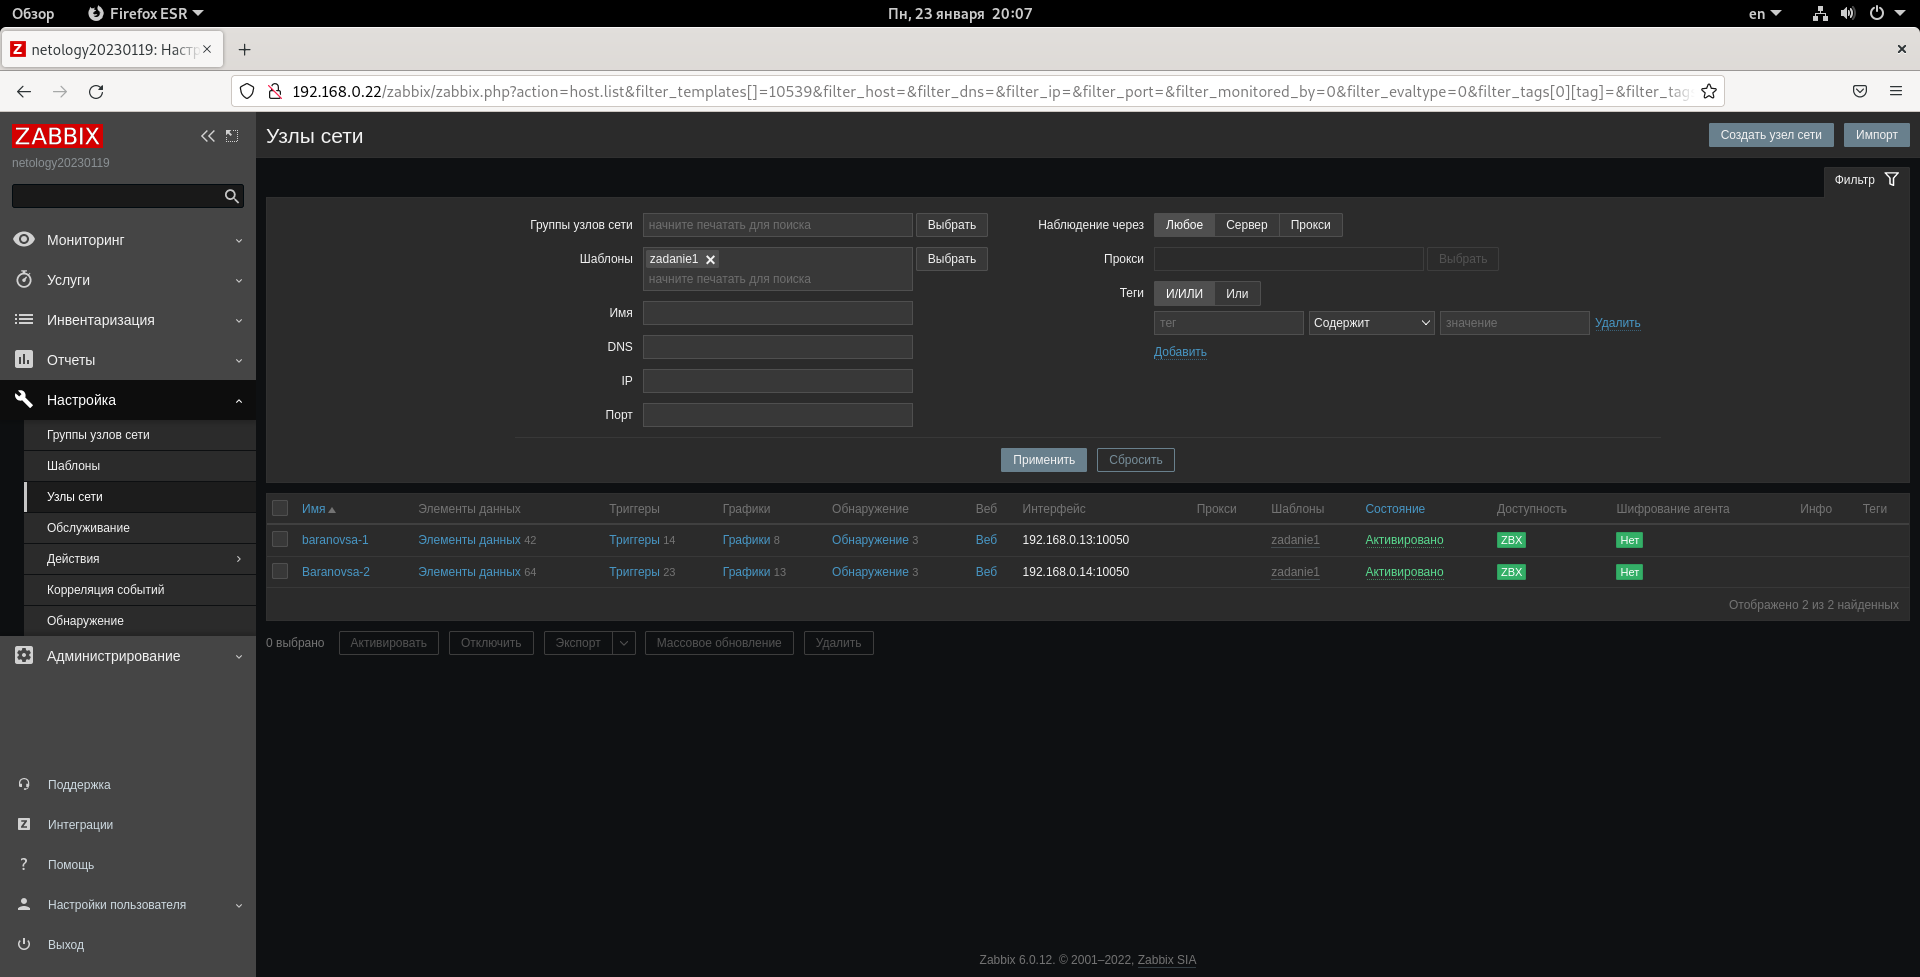 Обзор Firefox ESR Пн, 23 января 20:07 en
netology20230119: Настр
192.168.0.22/zabbix/zabbix.php?action=host.list&filter_templates[]=10539&filter_host=&filter_dns=&filter_ip=&filter_port=&filter_monitored_by=0&filter_evaltype=0&filter_tags[0][tag]=&filter_tag
ZABBIX
netology20230119
Мониторинг
Услуги
Инвентаризация
Отчеты
Настройка
Группы узлов сети
Шаблоны
Узлы сети
Обслуживание
Действия
Корреляция событий
Обнаружение
Администрирование
Поддержка
Интеграции
Помощь
Настройки пользователя
Выход
Узлы сети Создать узел сети Импорт
Фильтр
Группы узлов сети начните печатать для поиска Выбрать
Шаблоны zadanie1 Выбрать
начните печатать для поиска
Имя
DNS
IP
Порт
Наблюдение через Любое Сервер Прокси
Прокси Выбрать
Теги И/ИЛИ Или
тег Содержит значение Удалить
Добавить
Применить Сбросить
Имя Элементы данных Триггеры Графики Обнаружение Веб Интерфейс Прокси Шаблоны Состояние Доступность Шифрование агента Инфо Теги
baranovsa-1 Элементы данных 42 Триггеры 14 Графики 8 Обнаружение 3 Веб 192.168.0.13:10050 zadanie1 Активировано ZBX Нет
Baranovsa-2 Элементы данных 64 Триггеры 23 Графики 13 Обнаружение 3 Веб 192.168.0.14:10050 zadanie1 Активировано ZBX Нет
Отображено 2 из 2 найденных
0 выбрано Активировать Отключить Экспорт Массовое обновление Удалить
Zabbix 6.0.12. © 2001–2022, Zabbix SIA